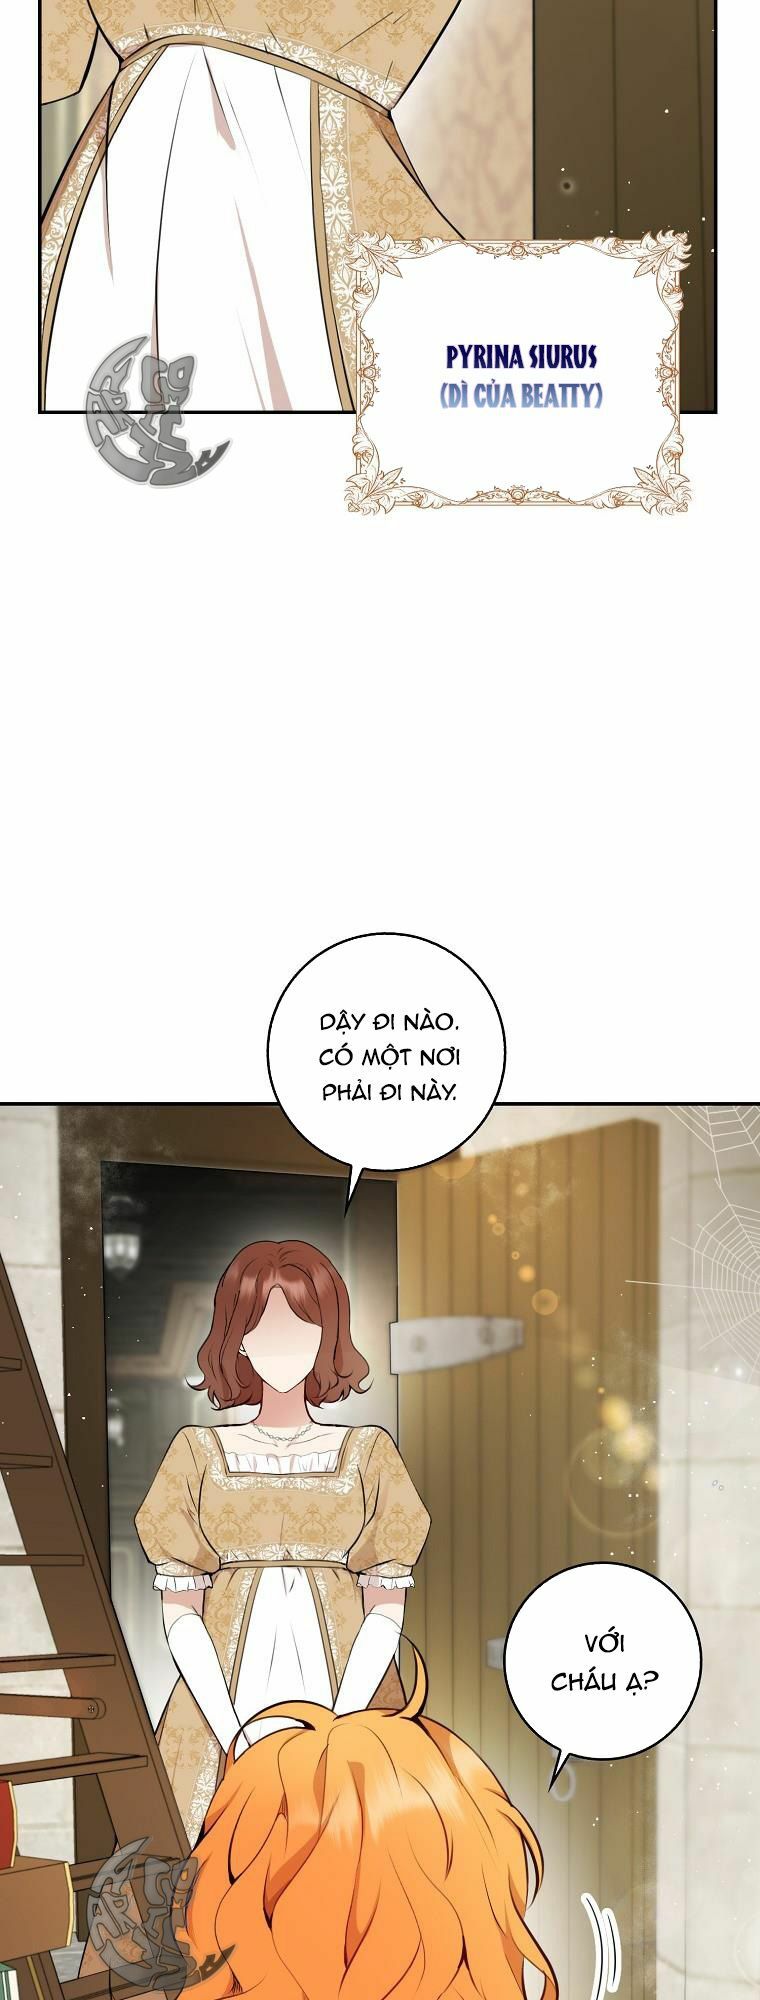 PYRINA SIURUS
(DÌ CỦA BEATTY)
DẬY ĐI NÀO.
CÓ MỘT NƠI
PHẢI ĐI NÀY.
VỚI
CHÁU Ạ?